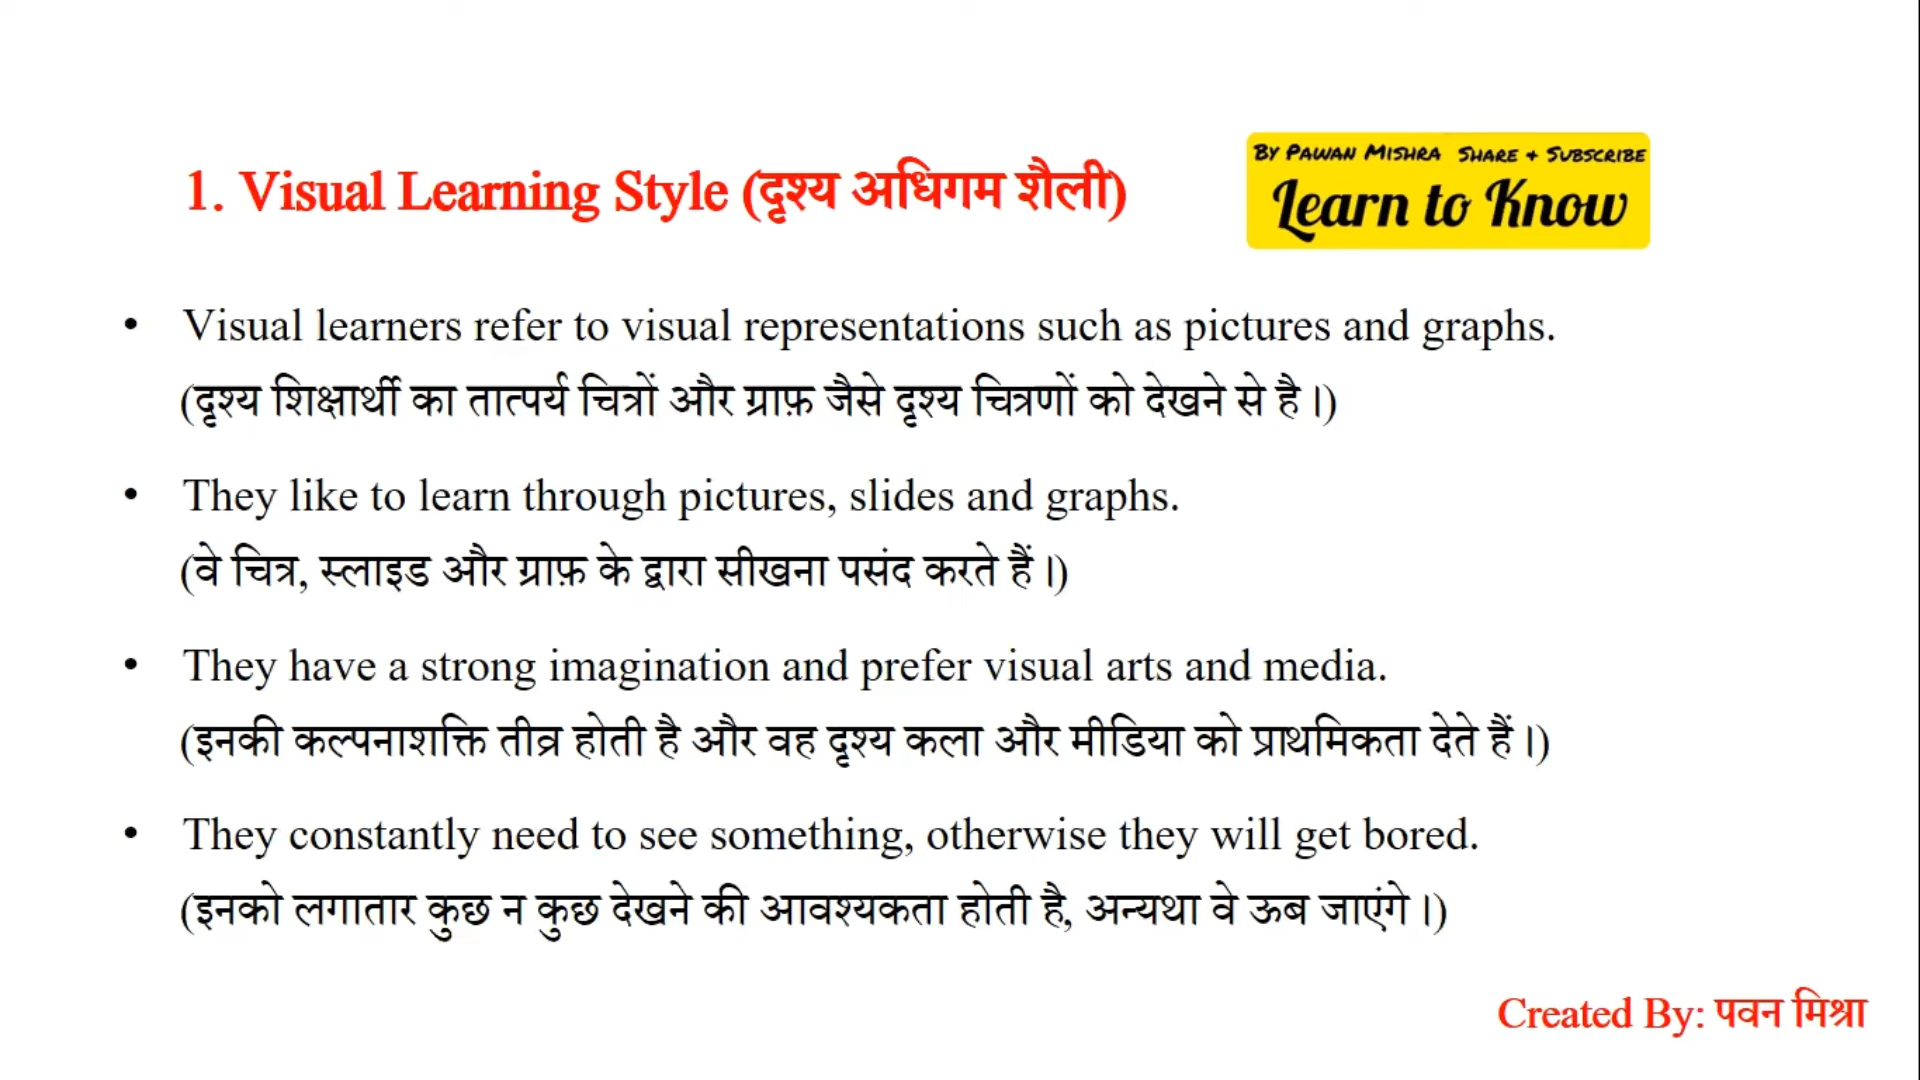 By Pawan Mishra Share + Subscribe
Learn to Know
1. Visual Learning Style (दृश्य अधिगम शैली)
• Visual learners refer to visual representations such as pictures and graphs.
(दृश्य शिक्षार्थी का तात्पर्य चित्रों और ग्राफ़ जैसे दृश्य चित्रणों को देखने से है।)
• They like to learn through pictures, slides and graphs.
(वे चित्र, स्लाइड और ग्राफ़ के द्वारा सीखना पसंद करते हैं।)
• They have a strong imagination and prefer visual arts and media.
(इनकी कल्पनाशक्ति तीव्र होती है और वह दृश्य कला और मीडिया को प्राथमिकता देते हैं।)
• They constantly need to see something, otherwise they will get bored.
(इनको लगातार कुछ न कुछ देखने की आवश्यकता होती है, अन्यथा वे ऊब जाएंगे।)
Created By: पवन मिश्रा